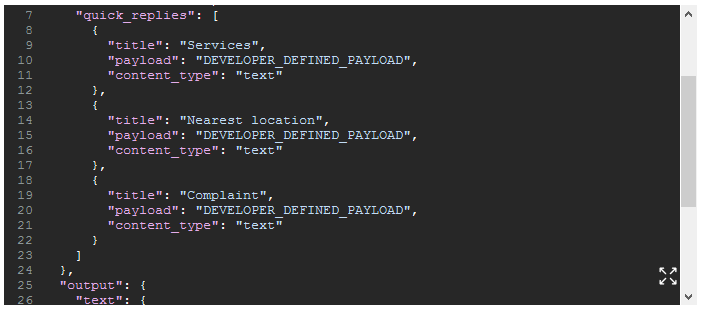 7 "quick_replies": [
8 {
9 "title": "Services",
10 "payload": "DEVELOPER_DEFINED_PAYLOAD",
11 "content_type": "text"
12 },
13 {
14 "title": "Nearest location",
15 "payload": "DEVELOPER_DEFINED_PAYLOAD",
16 "content_type": "text"
17 },
18 {
19 "title": "Complaint",
20 "payload": "DEVELOPER_DEFINED_PAYLOAD",
21 "content_type": "text"
22 }
23 ]
24 },
25 "output": {
26 "text": {